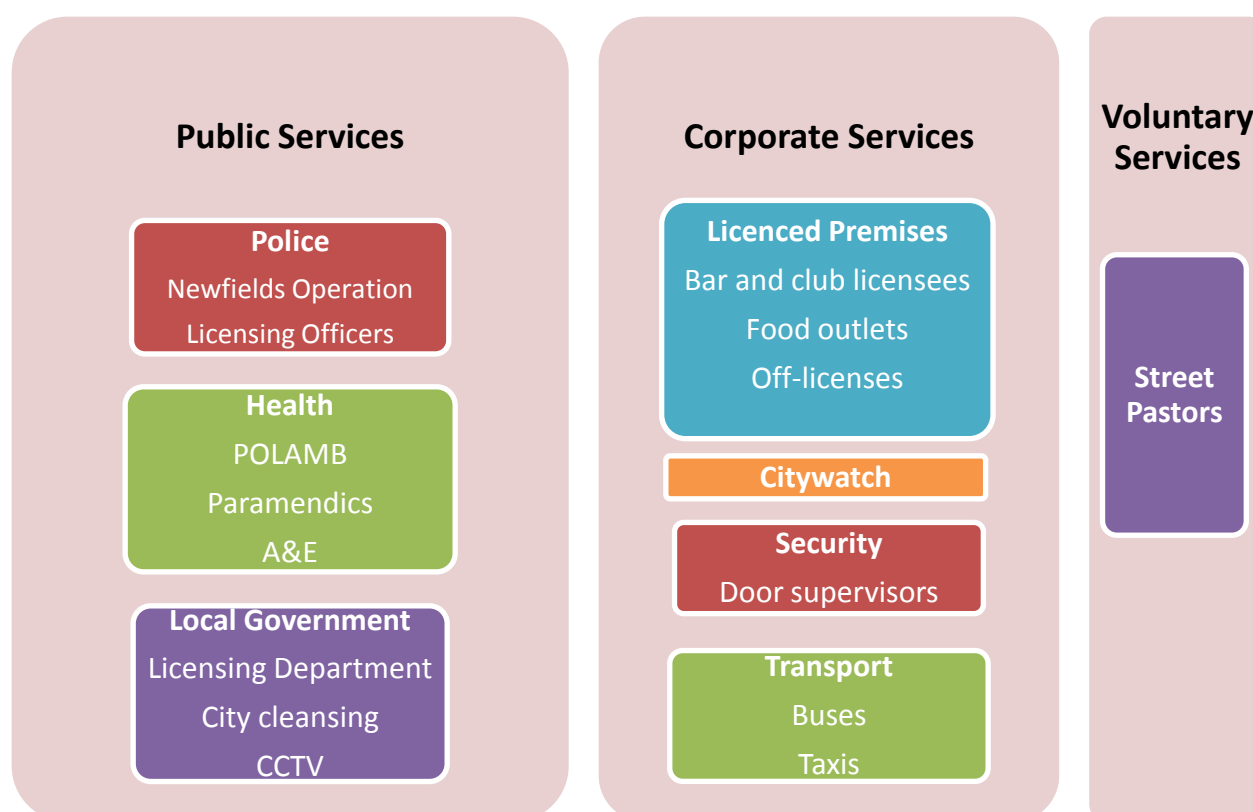 Public Services
Police
Newfields Operation
Licensing Officers
Health
POLAMB
Paramendics
A&E
Local Government
Licensing Department
City cleansing
CCTV
Corporate Services
Licenced Premises
Bar and club licensees
Food outlets
Off-licenses
Citywatch
Security
Door supervisors
Transport
Buses
Taxis
Voluntary
Services
Street
Pastors